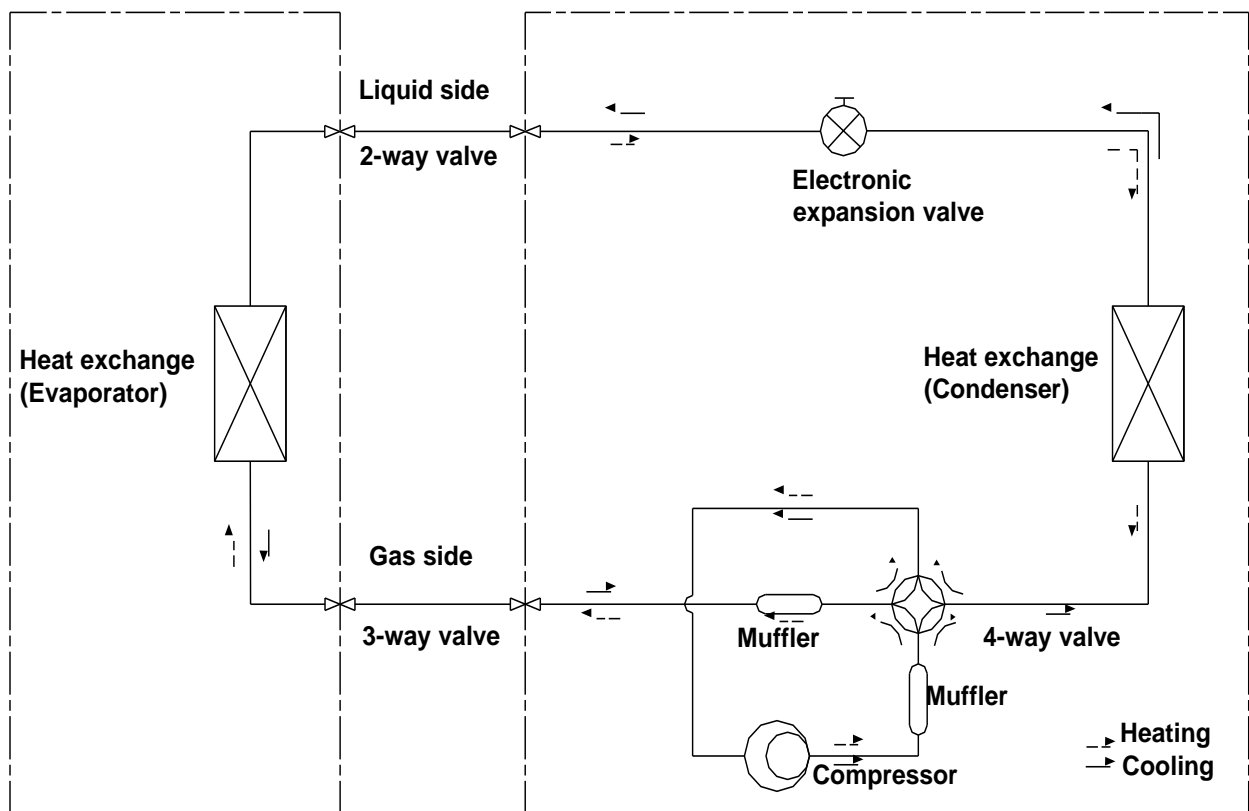 Liquid side
2-way valve
Electronic
expansion valve
Heat exchange
(Evaporator)
Heat exchange
(Condenser)
Gas side
3-way valve
Muffler
4-way valve
Muffler
Compressor
Heating
Cooling